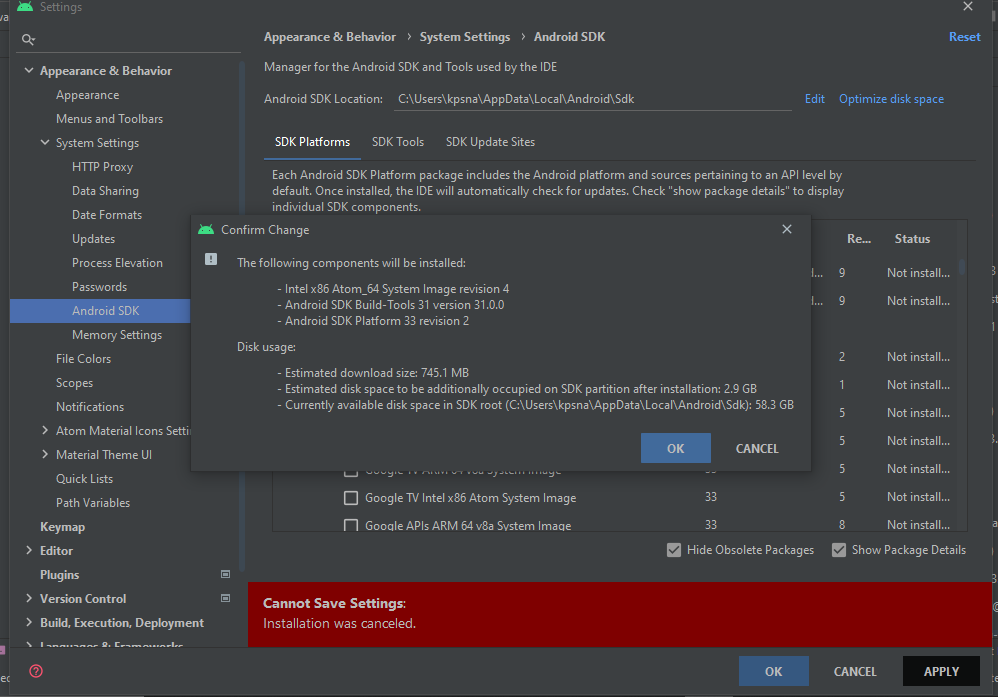 Settings
Appearance & Behavior › System Settings › Android SDK
Reset
Manager for the Android SDK and Tools used by the IDE
Android SDK Location: C:\Users\kpsna\AppData\Local\Android\Sdk
Edit Optimize disk space
SDK Platforms SDK Tools SDK Update Sites
Each Android SDK Platform package includes the Android platform and sources pertaining to an API level by
default. Once installed, the IDE will automatically check for updates. Check "show package details" to display
individual SDK components.
Appearance & Behavior
Appearance
Menus and Toolbars
System Settings
HTTP Proxy
Data Sharing
Date Formats
Updates
Process Elevation
Passwords
Android SDK
Memory Settings
File Colors
Scopes
Notifications
Atom Material Icons Setti
Material Theme UI
Quick Lists
Path Variables
Keymap
Editor
Plugins
Version Control
Build, Execution, Deployment
Languages & Frameworks
Confirm Change
The following components will be installed:
- Intel x86 Atom_64 System Image revision 4
- Android SDK Build-Tools 31 version 31.0.0
- Android SDK Platform 33 revision 2
Disk usage:
- Estimated download size: 745.1 MB
- Estimated disk space to be additionally occupied on SDK partition after installation: 2.9 GB
- Currently available disk space in SDK root (C:\Users\kpsna\AppData\Local\Android\Sdk): 58.3 GB
OK CANCEL
Re... Status
9 Not install...
9 Not install...
2 Not install...
1 Not install...
5 Not install...
5 Not install...
Google TV ARM 64 v8a System Image 33 5 Not install...
Google TV Intel x86 Atom System Image 33 5 Not install...
Google APIs ARM 64 v8a System Image 33 8 Not install...
Hide Obsolete Packages Show Package Details
Cannot Save Settings:
Installation was canceled.
OK CANCEL APPLY